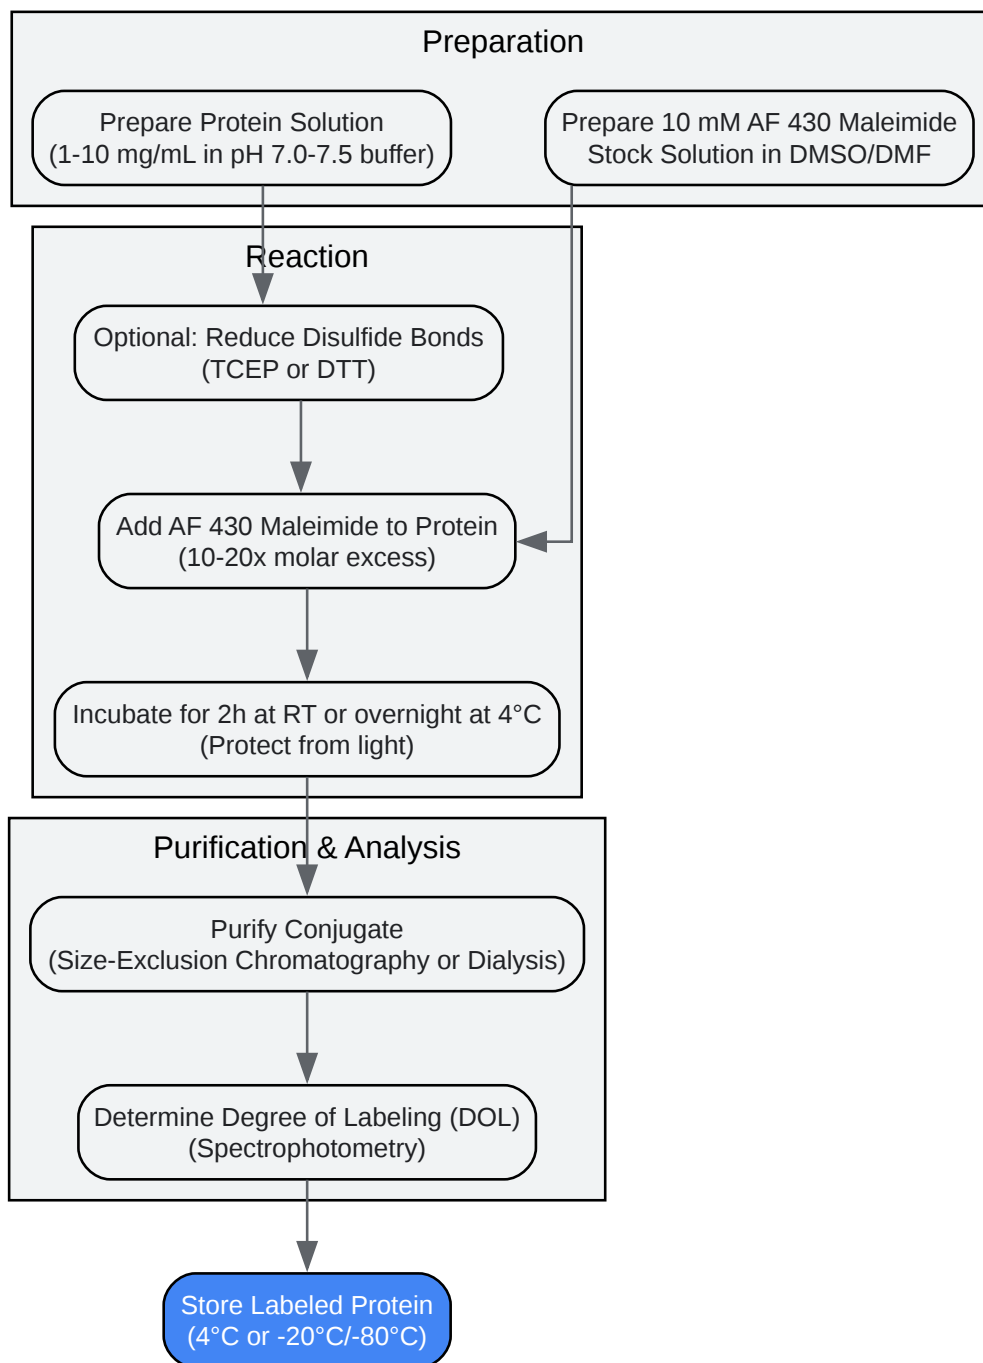 Preparation
Prepare Protein Solution
(1-10 mg/mL in pH 7.0-7.5 buffer)
Prepare 10 mM AF 430 Maleimide
Stock Solution in DMSO/DMF
Reaction
Optional: Reduce Disulfide Bonds
(TCEP or DTT)
Add AF 430 Maleimide to Protein
(10-20x molar excess)
Incubate for 2h at RT or overnight at 4°C
(Protect from light)
Purification & Analysis
Purify Conjugate
(Size-Exclusion Chromatography or Dialysis)
Determine Degree of Labeling (DOL)
(Spectrophotometry)
Store Labeled Protein
(4°C or -20°C/-80°C)